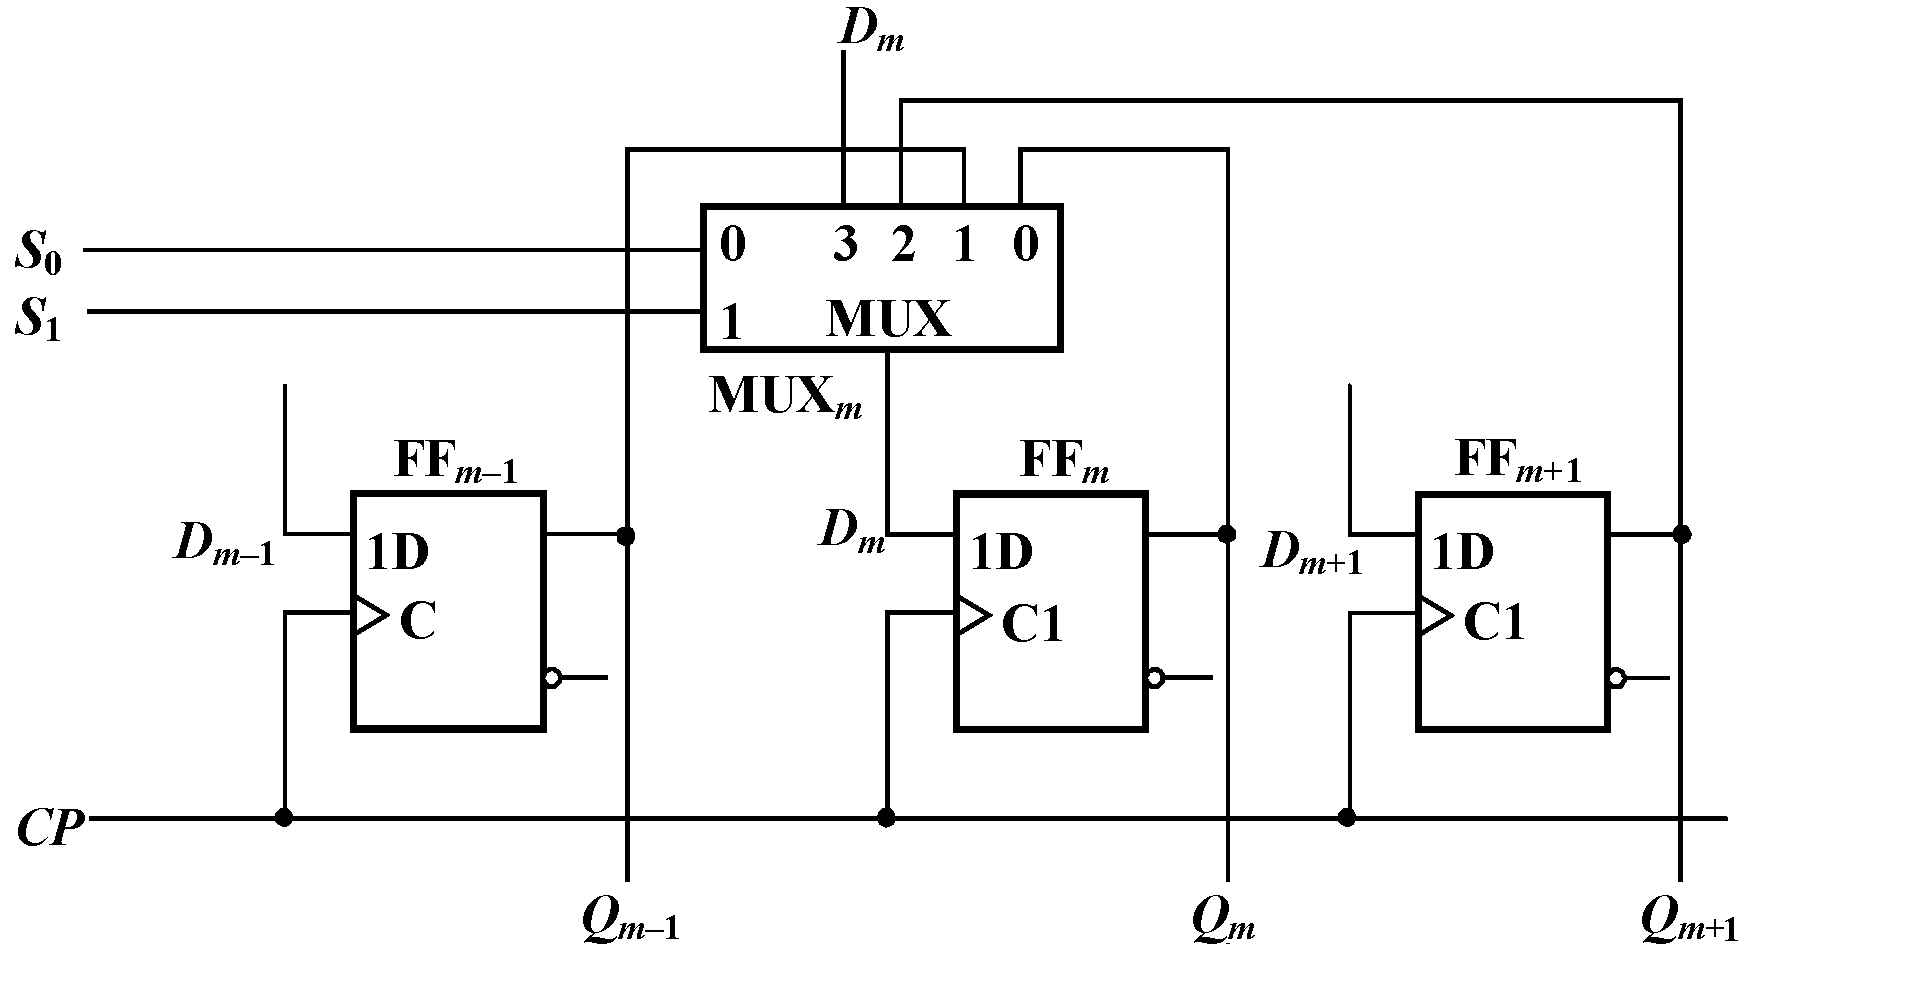 Dm
S0 0 3 2 1 0
S1 1 MUX
MUXm
FFm–1 FFm FFm+1
Dm–1 1D Dm 1D Dm+1 1D
C C1 C1
CP
Qm–1 Qm Qm+1